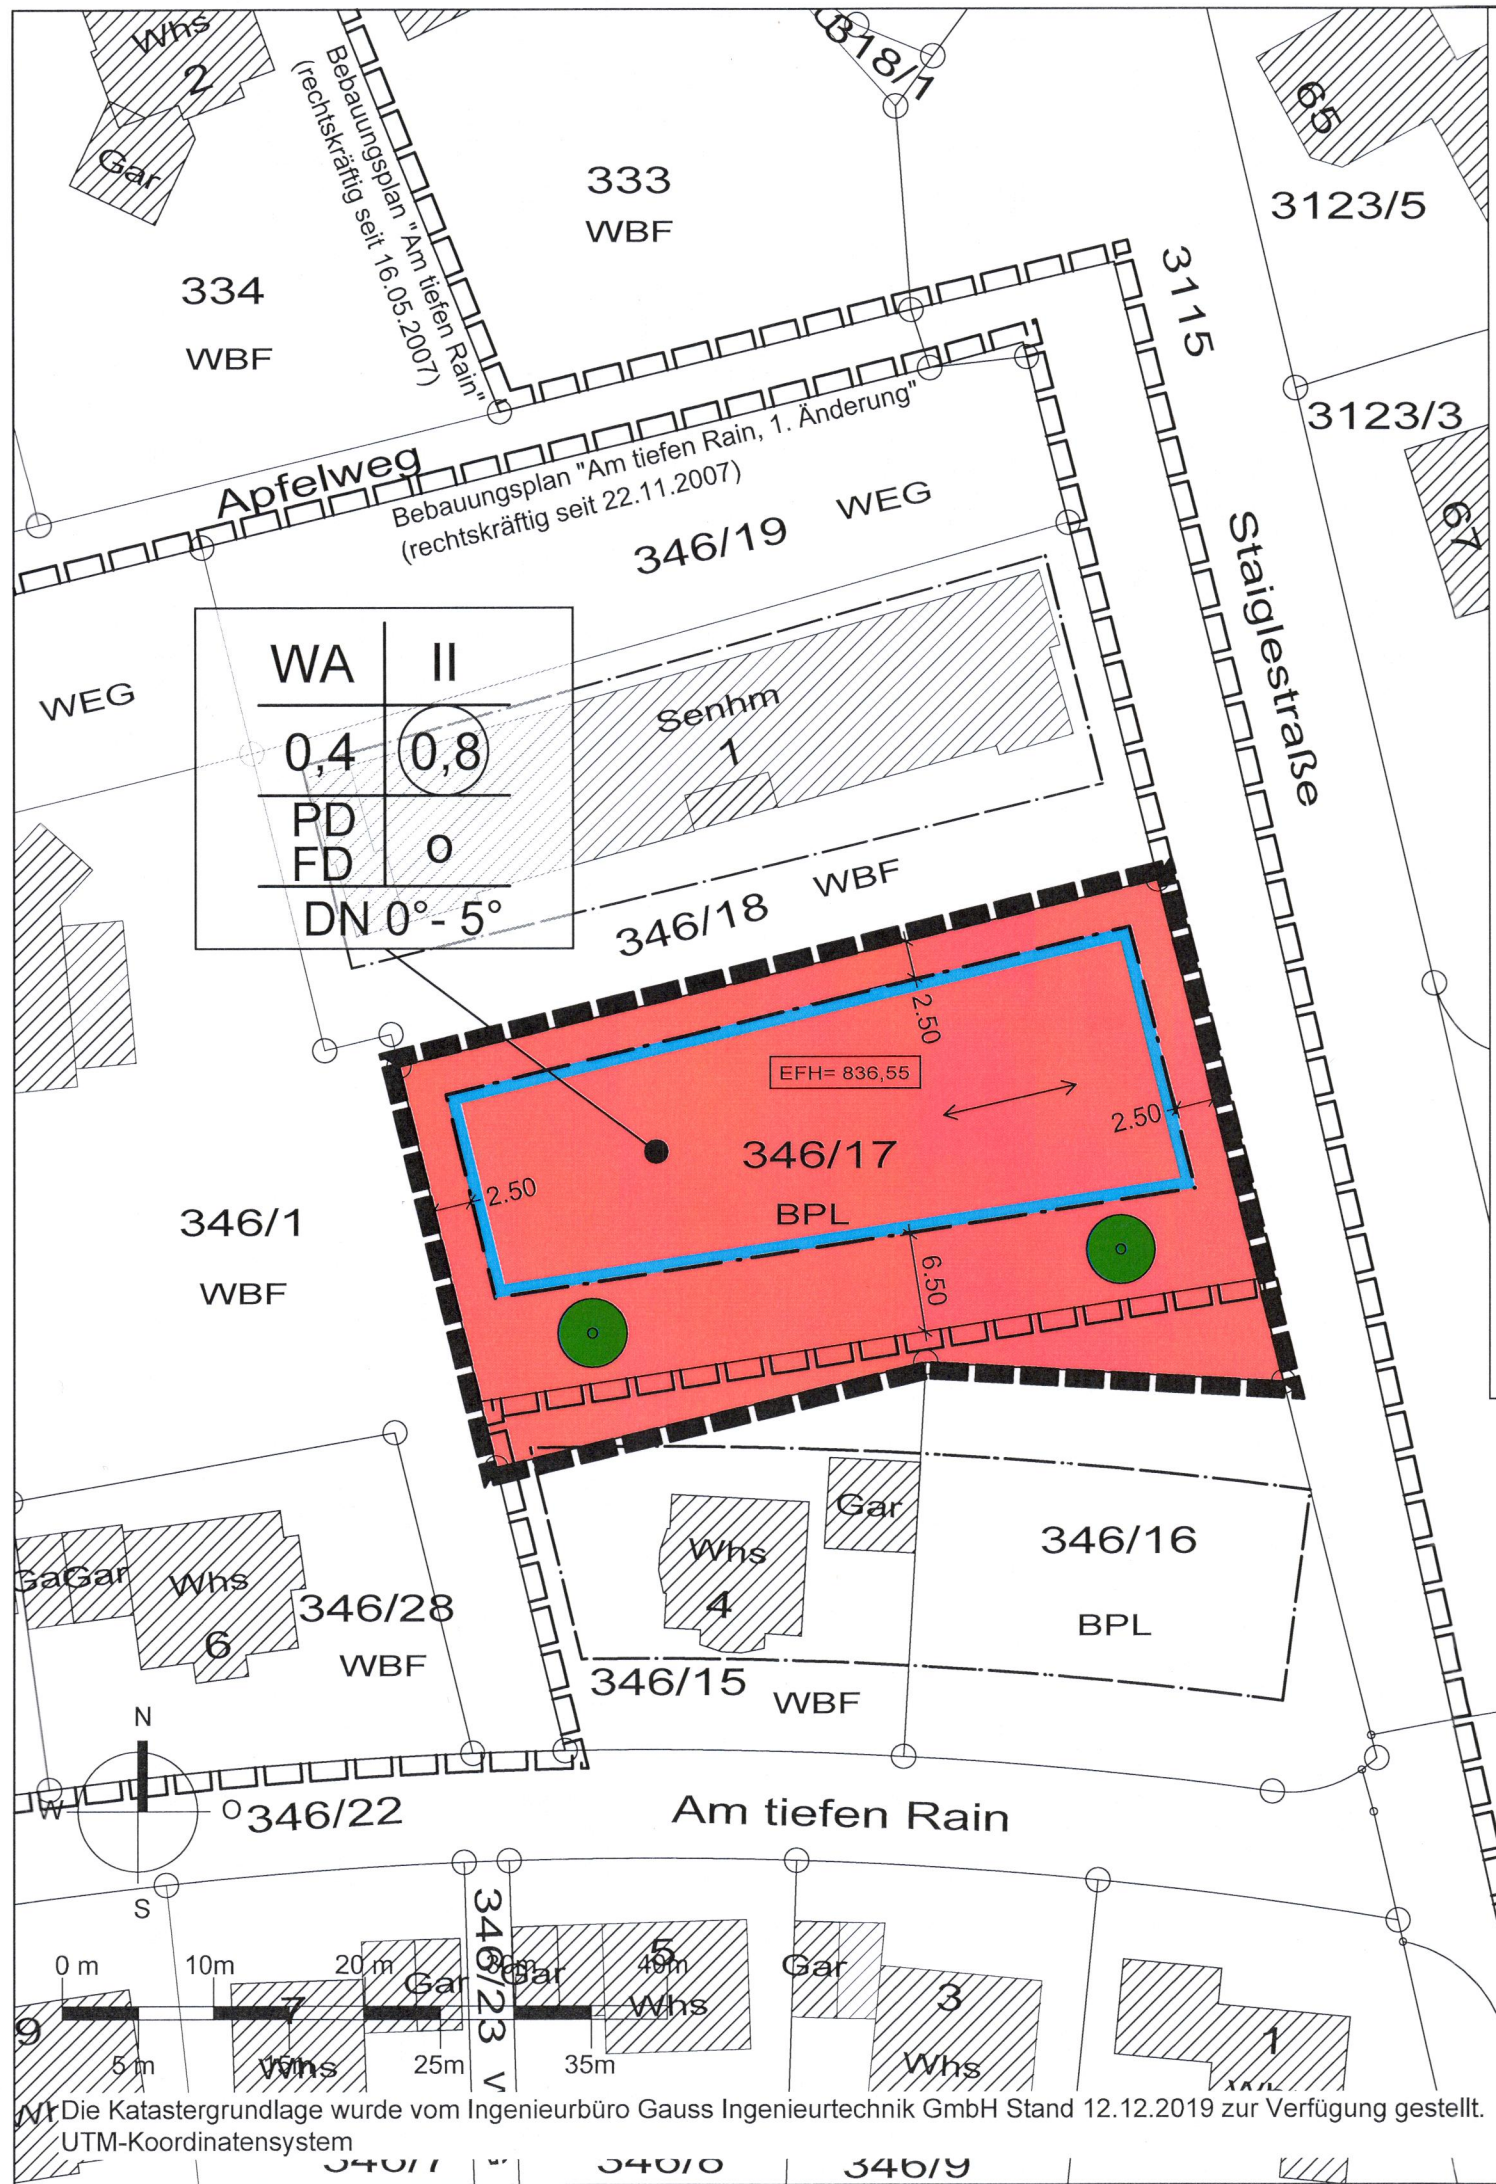 Whs
2
Gar
Bebauungsplan "Am tiefen Rain"
(rechtskräftig seit 16.05.2007)
318/1
65
333
WBF
3123/5
334
WBF
3115
3123/3
67
Apfelweg
Bebauungsplan "Am tiefen Rain, 1. Änderung"
(rechtskräftig seit 22.11.2007)
346/19
WEG
Staiglestraße
WEG
WA II
0,4 0,8
PD
FD o
DN 0°- 5°
Senhm
1
346/18
WBF
2.50
EFH= 836,55
2.50
346/17
2.50
BPL
346/1
WBF
6.50
Gar
Whs
4
346/16
BPL
Ga
Gar
Whs
6
346/28
WBF
346/15
WBF
N
W
O
S
346/22
Am tiefen Rain
346/23
0 m
10m
20 m
30m
40m
5 m
15m
25m
35m
9
7
Whs
Gar
Gar
5
Whs
Gar
3
Whs
1
Die Katastergrundlage wurde vom Ingenieurbüro Gauss Ingenieurtechnik GmbH Stand 12.12.2019 zur Verfügung gestellt.
UTM-Koordinatensystem
346/7
346/8
346/9